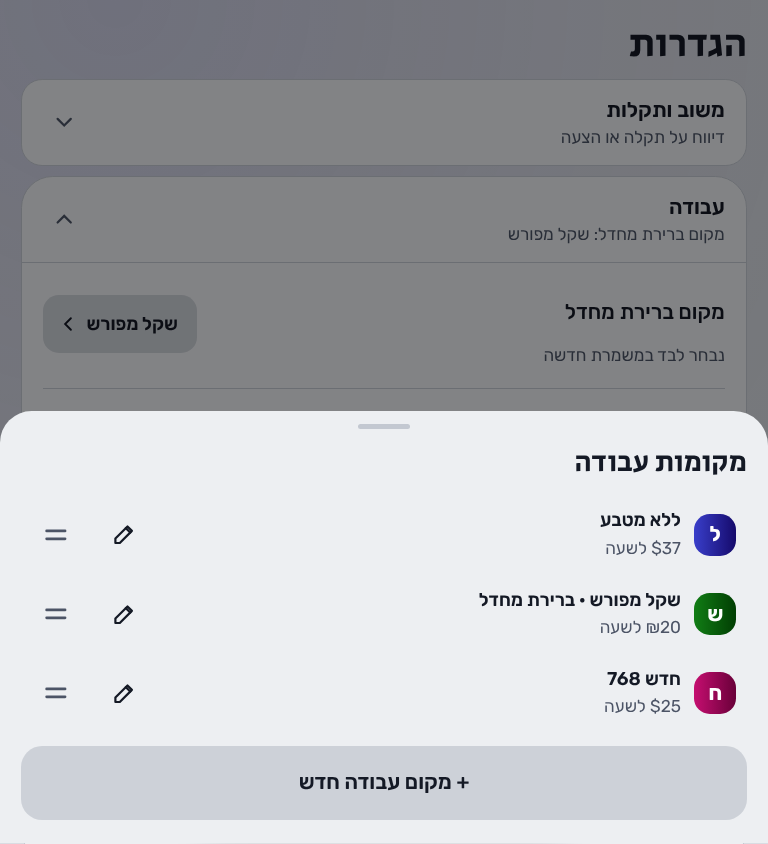 הגדרות
משוב ותקלות
דיווח על תקלה או הצעה
עבודה
מקום ברירת מחדל: שקל מפורש
מקום ברירת מחדל
שקל מפורש
נבחר לבד במשמרת חדשה
מקומות עבודה
ל
ללא מטבע
$37 לשעה
ש
שקל מפורש • ברירת מחדל
₪20 לשעה
ח
חדש 768
$25 לשעה
+ מקום עבודה חדש